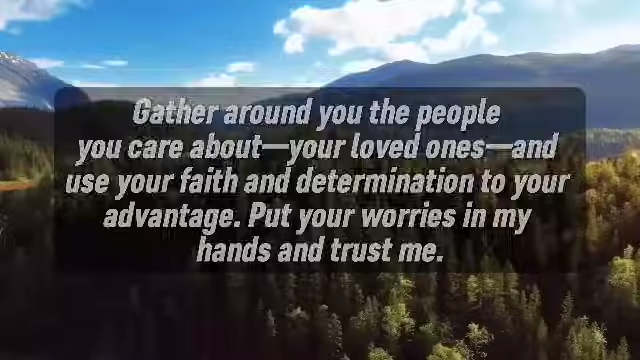 Gather around you the people
you care about—your loved ones—and
use your faith and determination to your
advantage. Put your worries in my
hands and trust me.